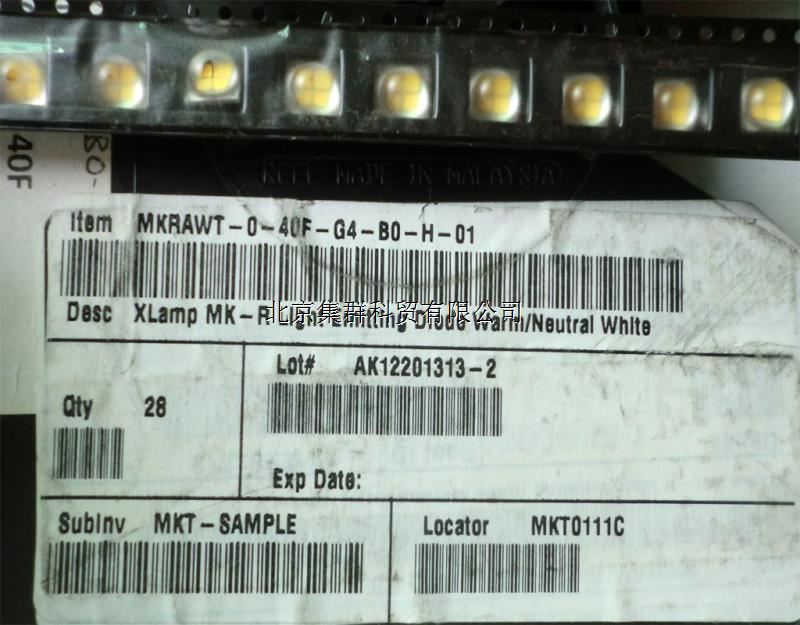 REEL MADE IN MALAYSIA
B0-
40F
Item MKRAWT-0-40F-G4-B0-H-01
北京集群科贸有限公司
Desc XLamp MK-R Diode Warm/Neutral White
Lot# AK12201313-2
Qty 28
Exp Date:
SubInv MKT-SAMPLE
Locator MKT0111C